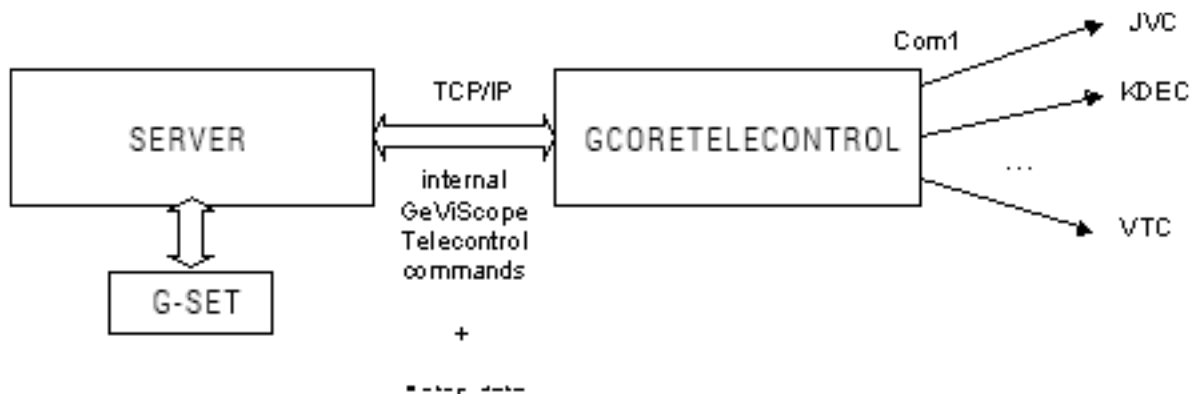 Com1
JVC
KDEC
...
VTC
TCP/IP
SERVER
GCORETELECONTROL
internal
GeViScope
Telecontrol
commands
+
G-SET